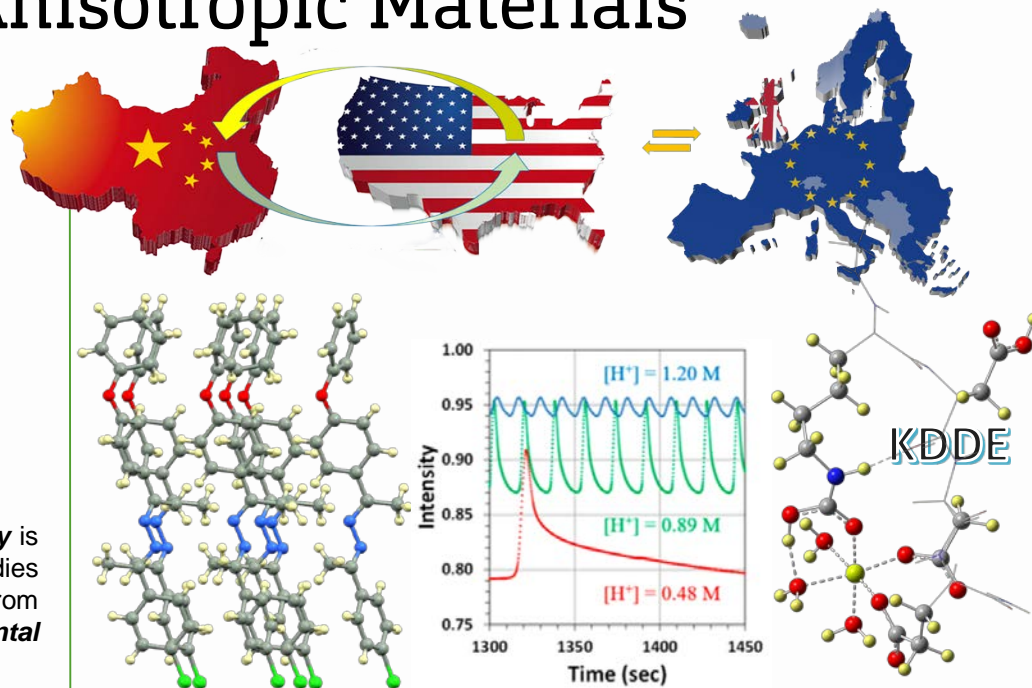 Anisotropic Materials
1.00
0.95
0.90
0.85
0.80
0.75
Intensity
[H⁺] = 1.20 M
[H⁺] = 0.89 M
[H⁺] = 0.48 M
1300
1350
1400
1450
Time (sec)
KDDE
y is
dies
rom
ntal